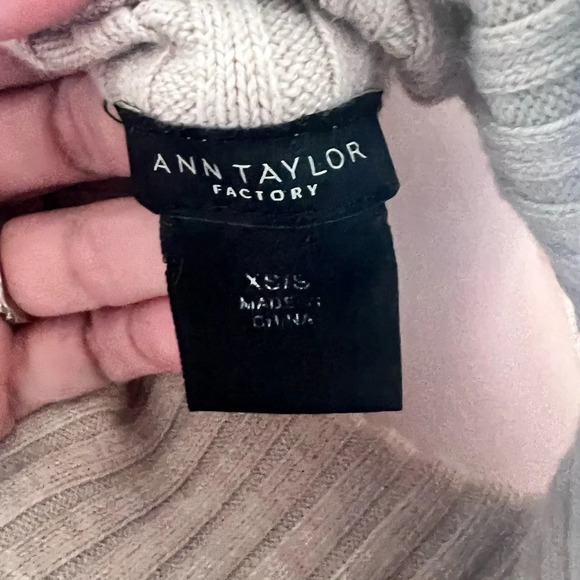 ANN TAYLOR
FACTORY
XS/S
MADE IN
CHINA